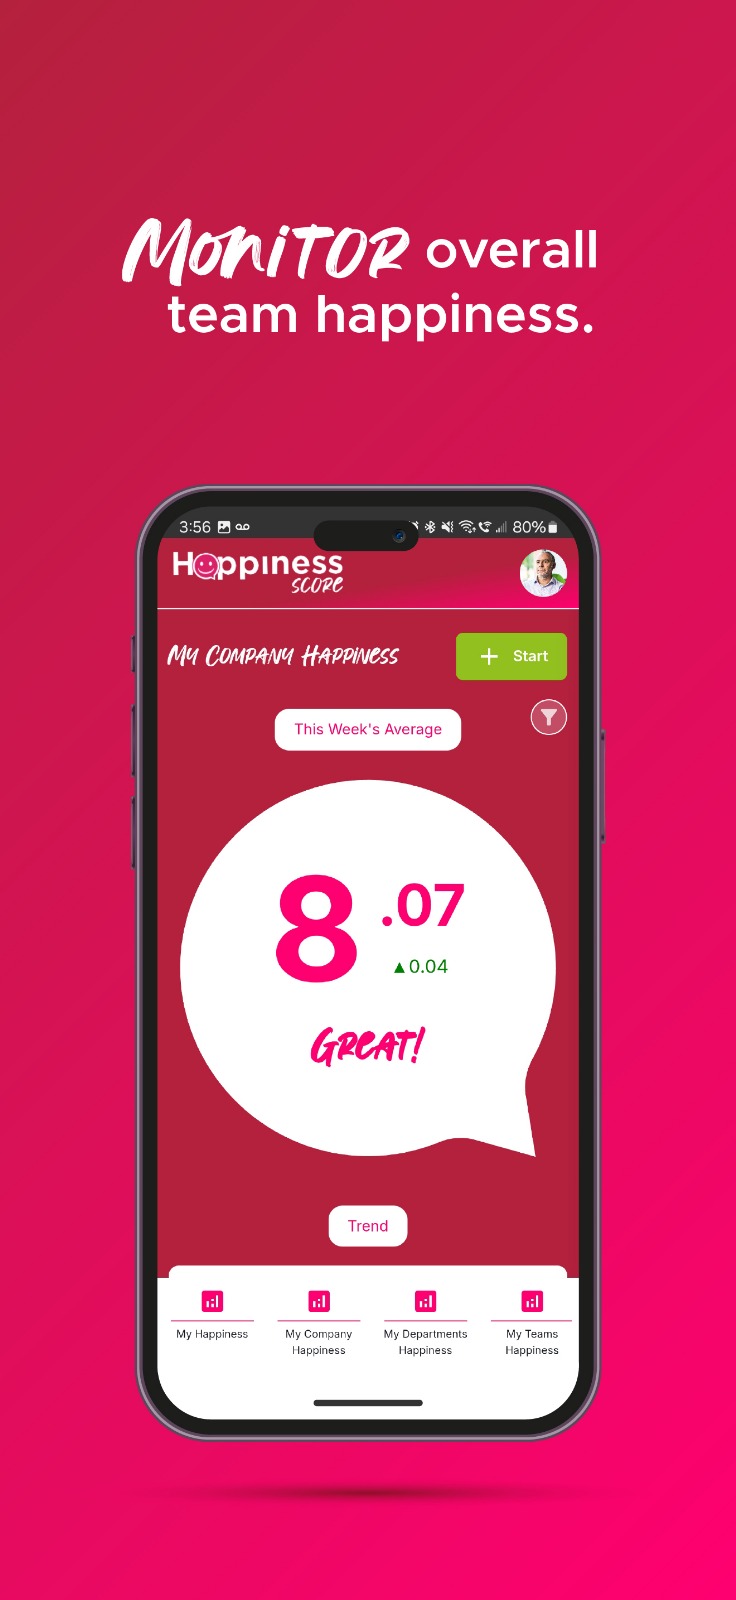 Monitor overall
team happiness.
3:56
80%
Happiness
score
My Company Happiness
+ Start
This Week's Average
8.07
▲0.04
Great!
Trend
My Happiness
My Company
Happiness
My Departments
Happiness
My Teams
Happiness